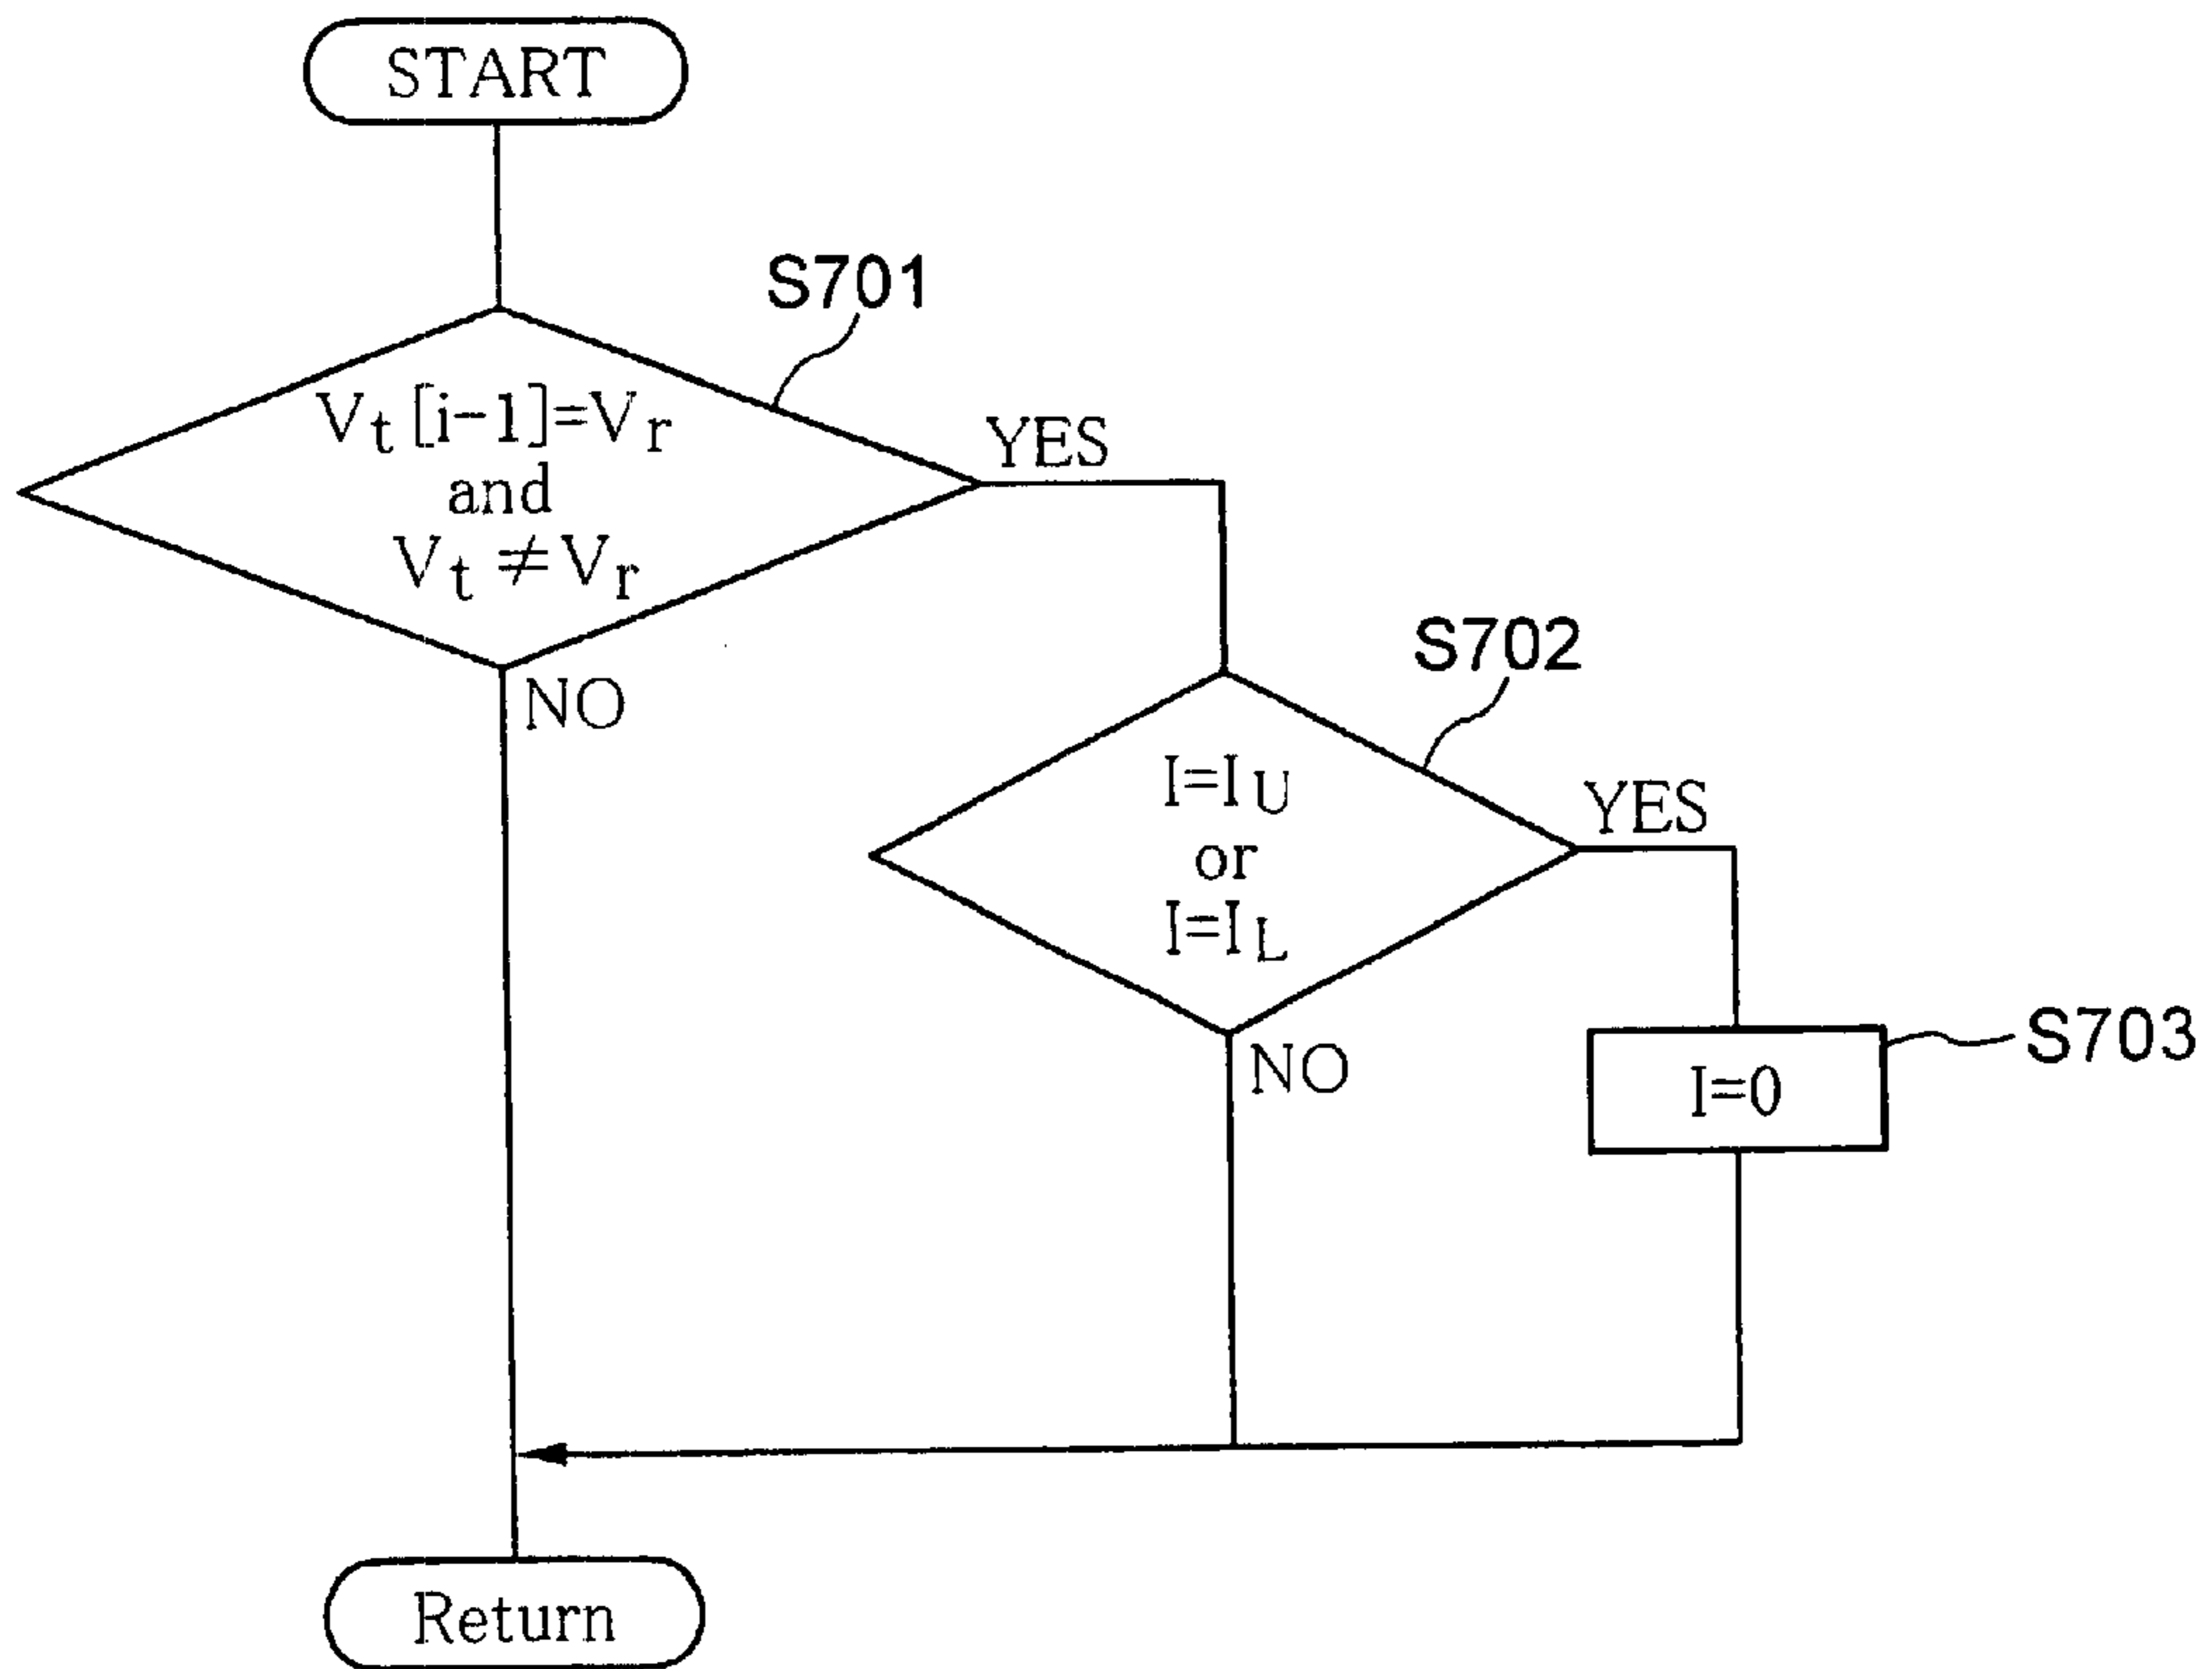 START
S701
Vt[i-1]=Vr
and
Vt≠Vr
YES
NO
S702
I=IU
or
I=IL
YES
NO
S703
I=0
Return